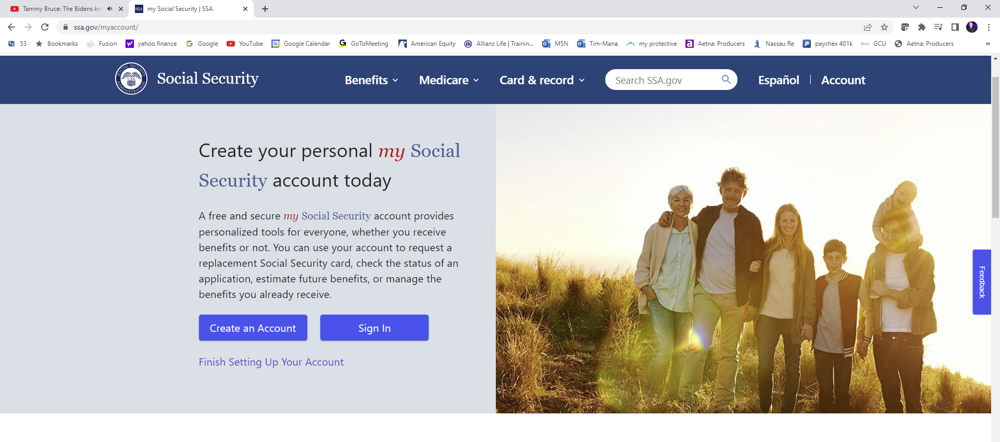 Tammy Bruce: The Bidens kn
my Social Security | SSA
ssa.gov/myaccount/
53 Bookmarks Fusion yahoo finance Google YouTube Google Calendar GoToMeeting American Equity Allianz Life | Trainin... MSN Tim-Mana my protective Aetna: Producers Nassau Re paychex 401k GCU Aetna: Producers »
SOCIAL SECURITY ADMINISTRATION
USA
Social Security
Benefits Medicare Card & record Search SSA.gov Español | Account
Create your personal my Social
Security account today
A free and secure my Social Security account provides
personalized tools for everyone, whether you receive
benefits or not. You can use your account to request a
replacement Social Security card, check the status of an
application, estimate future benefits, or manage the
benefits you already receive.
Create an Account Sign In
Finish Setting Up Your Account
Feedback